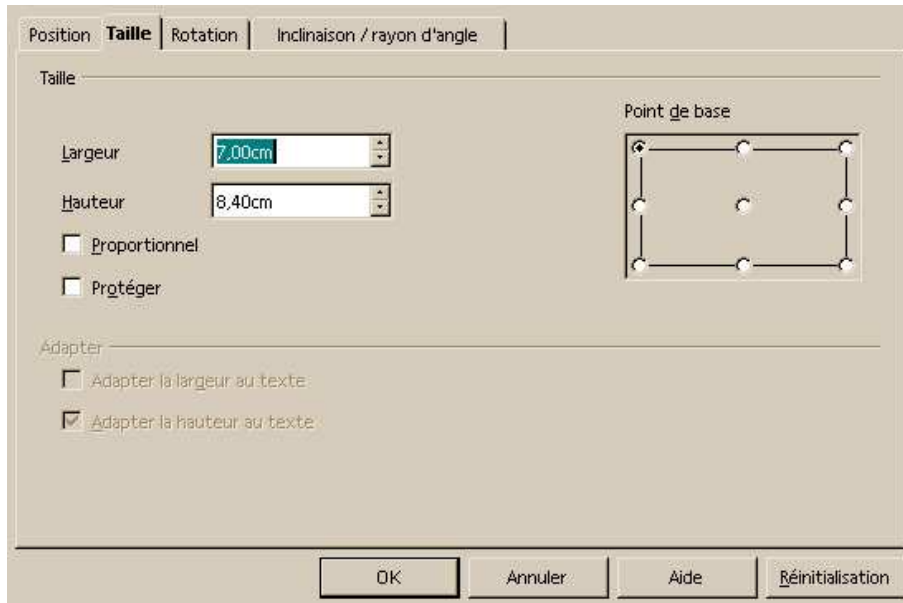 Position Taille Rotation Inclinaison / rayon d'angle
Taille
Point de base
Largeur 7,00cm
Hauteur 8,40cm
Proportionnel
Protéger
Adapter
Adapter la largeur au texte
Adapter la hauteur au texte
OK Annuler Aide Réinitialisation